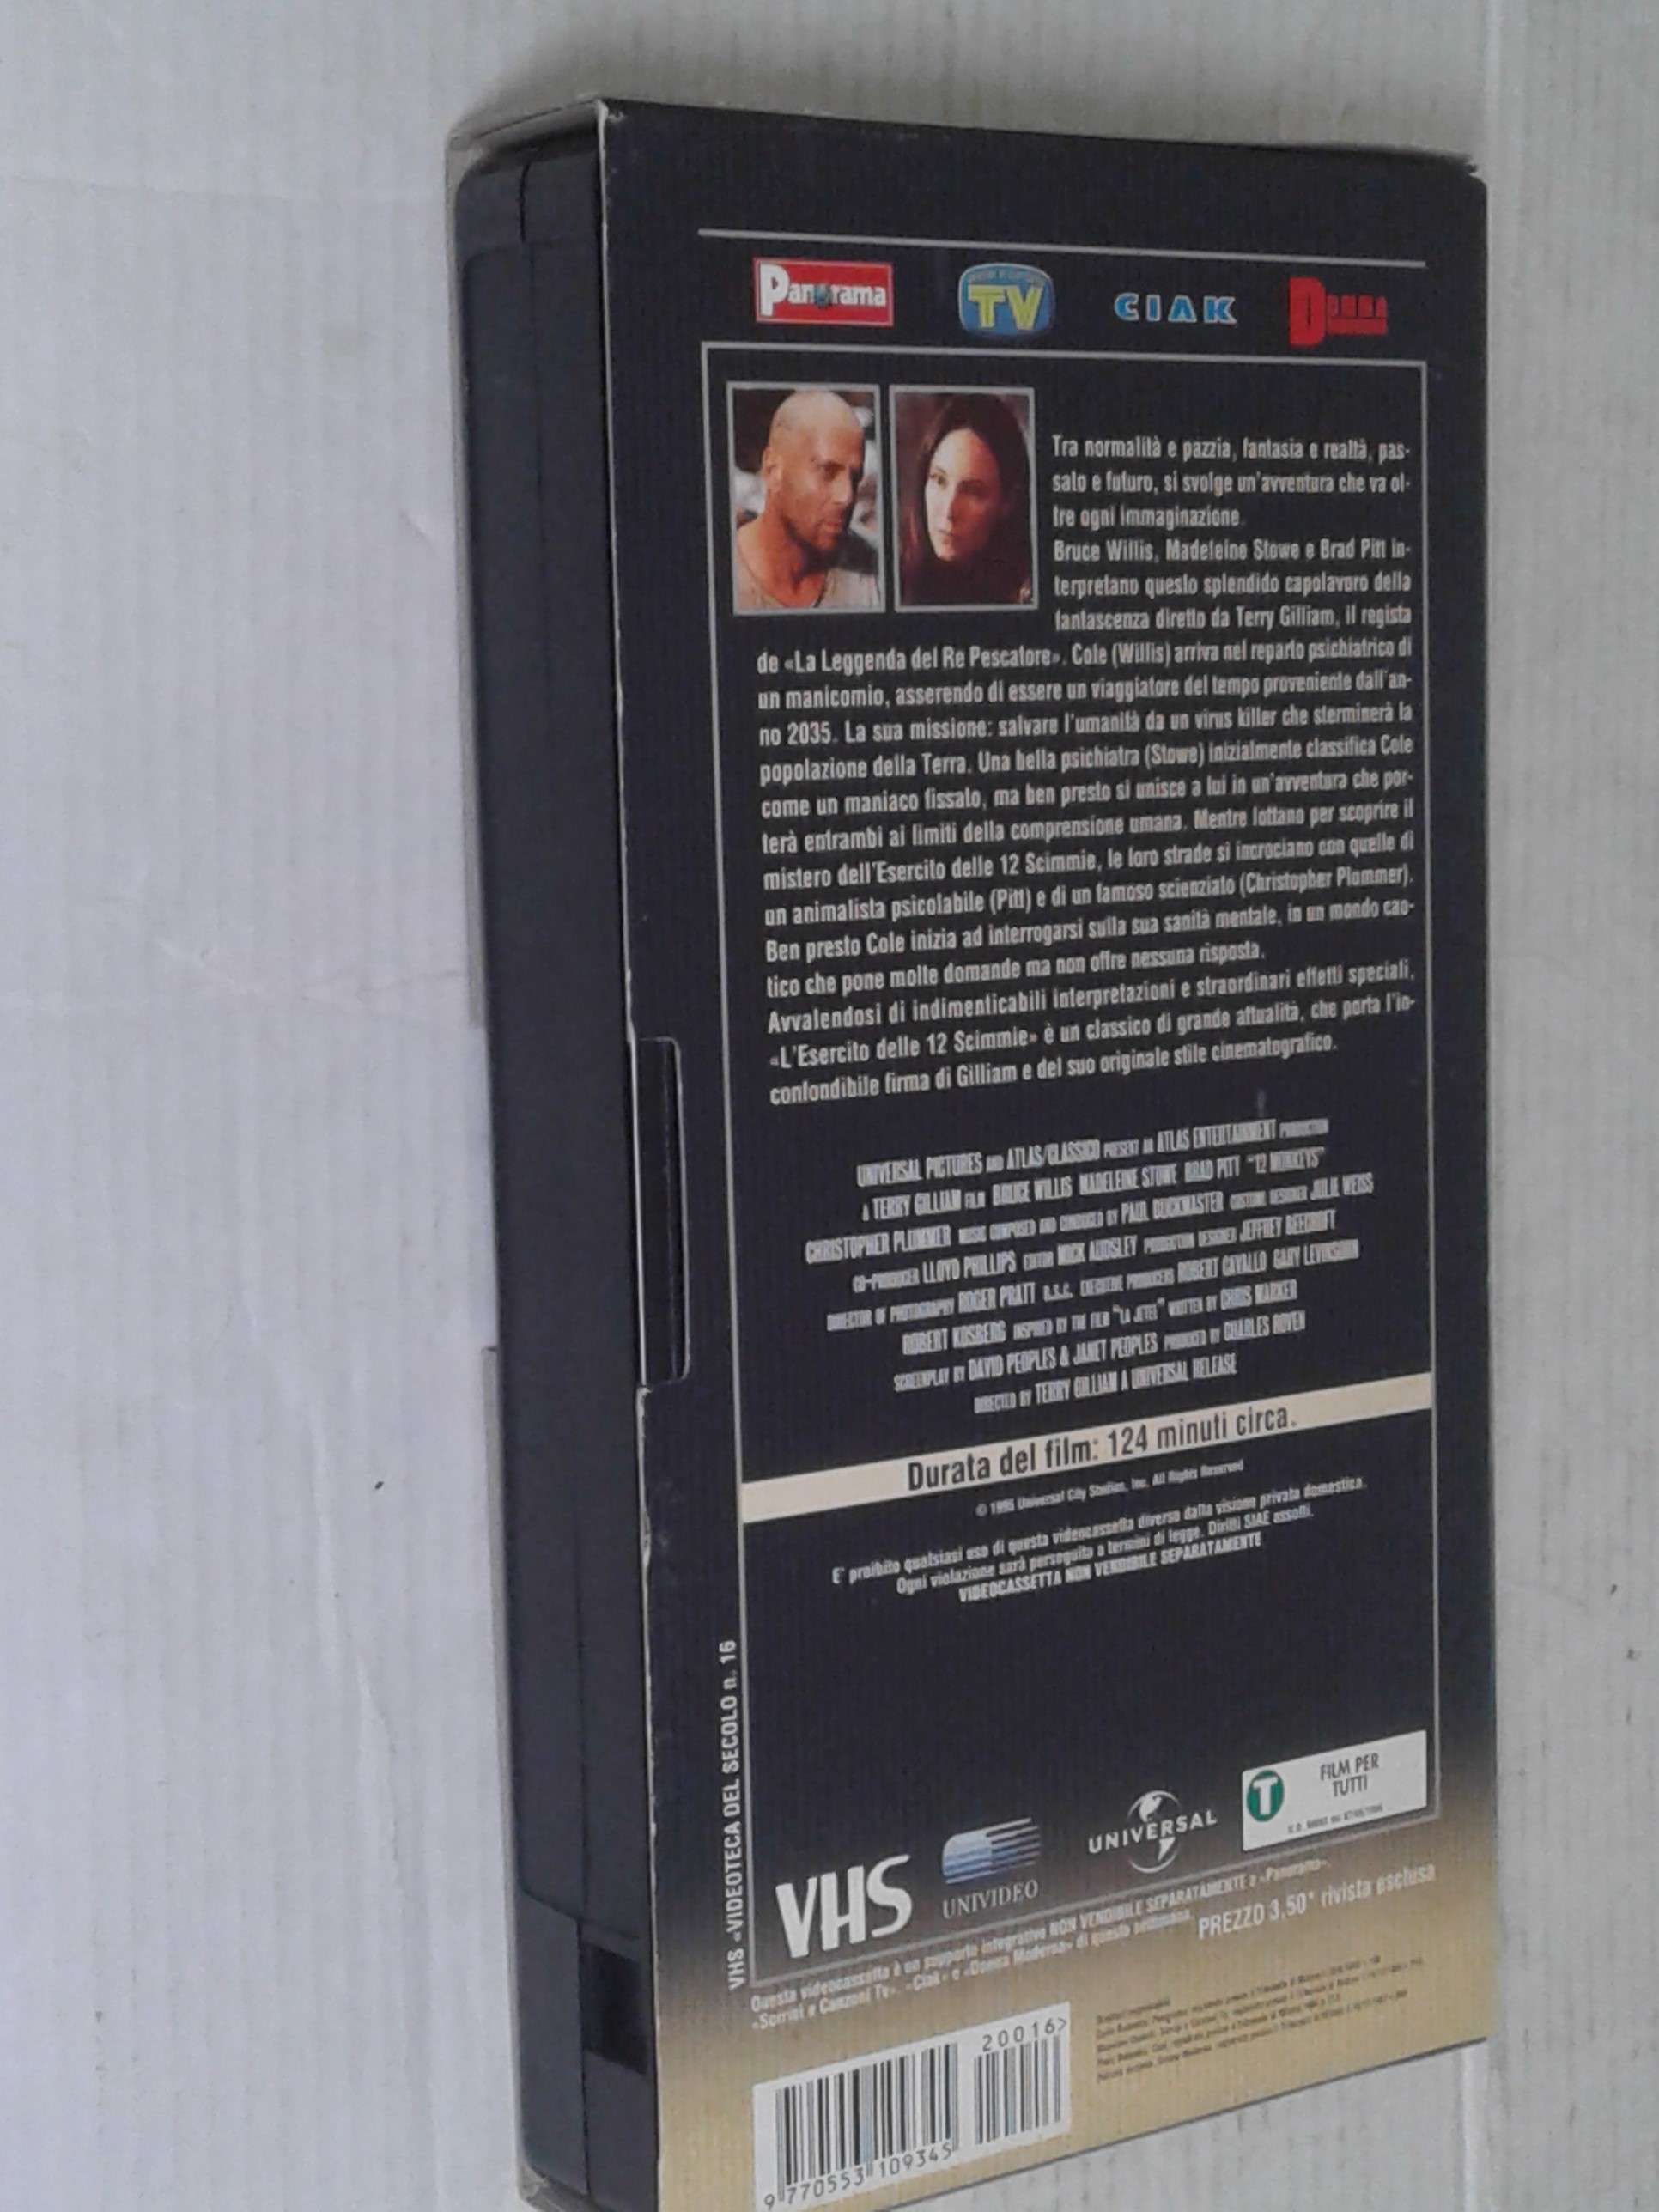 Panorama
TV
CIAK
DONNA
Tra normalità e pazzia, fantasia e realtà, pas-
sato e futuro, si svolge un'avventura che va ol-
tre ogni immaginazione.
Bruce Willis, Madeleine Stowe e Brad Pitt in-
terpretano questo splendido capolavoro della
fantascenza diretto da Terry Gilliam, il regista
de «La Leggenda del Re Pescatore». Cole (Willis) arriva nel reparto psichiatrico di
un manicomio, asserendo di essere un viaggiatore del tempo proveniente dall'an-
no 2035. La sua missione: salvare l'umanità da un virus killer che sterminerà la
popolazione della Terra. Una bella psichiatra (Stowe) inizialmente classifica Cole
come un maniaco fissato, ma ben presto si unisce a lui in un'avventura che por-
terà entrambi ai limiti della comprensione umana. Mentre lottano per scoprire il
mistero dell'Esercito delle 12 Scimmie, le loro strade si incrociano con quelle di
un animalista psicolabile (Pitt) e di un famoso scienziato (Christopher Plummer).
Ben presto Cole inizia ad interrogarsi sulla sua sanità mentale, in un mondo cao-
tico che pone molte domande ma non offre nessuna risposta.
Avvalendosi di indimenticabili interpretazioni e straordinari effetti speciali,
«L'Esercito delle 12 Scimmie» è un classico di grande attualità, che porta l'in-
confondibile firma di Gilliam e del suo originale stile cinematografico.
UNIVERSAL PICTURES AND ATLAS/CLASSICO PRESENT AN ATLAS ENTERTAINMENT PRODUCTION
A TERRY GILLIAM FILM BRUCE WILLIS MADELEINE STOWE BRAD PITT "12 MONKEYS"
CHRISTOPHER PLUMMER MUSIC COMPOSED AND CONDUCTED BY PAUL BUCKMASTER COSTUME DESIGNER JULIE WEISS
CO-PRODUCER LLOYD PHILLIPS EDITOR MICK AUDSLEY PRODUCTION DESIGNER JEFFREY BEECROFT
DIRECTOR OF PHOTOGRAPHY ROGER PRATT B.S.C. EXECUTIVE PRODUCERS ROBERT CAVALLO GARY LEVINSOHN
ROBERT KOSBERG INSPIRED BY THE FILM "LA JETEE" WRITTEN BY CHRIS MARKER
SCREENPLAY BY DAVID PEOPLES & JANET PEOPLES PRODUCED BY CHARLES ROVEN
DIRECTED BY TERRY GILLIAM A UNIVERSAL RELEASE
Durata del film: 124 minuti circa.
© 1995 Universal City Studios, Inc. All Rights Reserved
E' proibito qualsiasi uso di questa videocassetta diverso dalla visione privata domestica.
Ogni violazione sarà perseguita a termini di legge. Diritti SIAE assolti.
VIDEOCASSETTA NON VENDIBILE SEPARATAMENTE
VHS «VIDEOTECA DEL SECOLO n. 16
T
FILM PER
TUTTI
VHS
UNIVIDEO
UNIVERSAL
Questa videocassetta è un supporto integrativo NON VENDIBILE SEPARATAMENTE a «Panorama».
«Sorrisi e Canzoni Tv». «Ciak» e «Donna Moderna» di questa settimana.
PREZZO 3,50* rivista esclusa
20016>
9 770553 109345